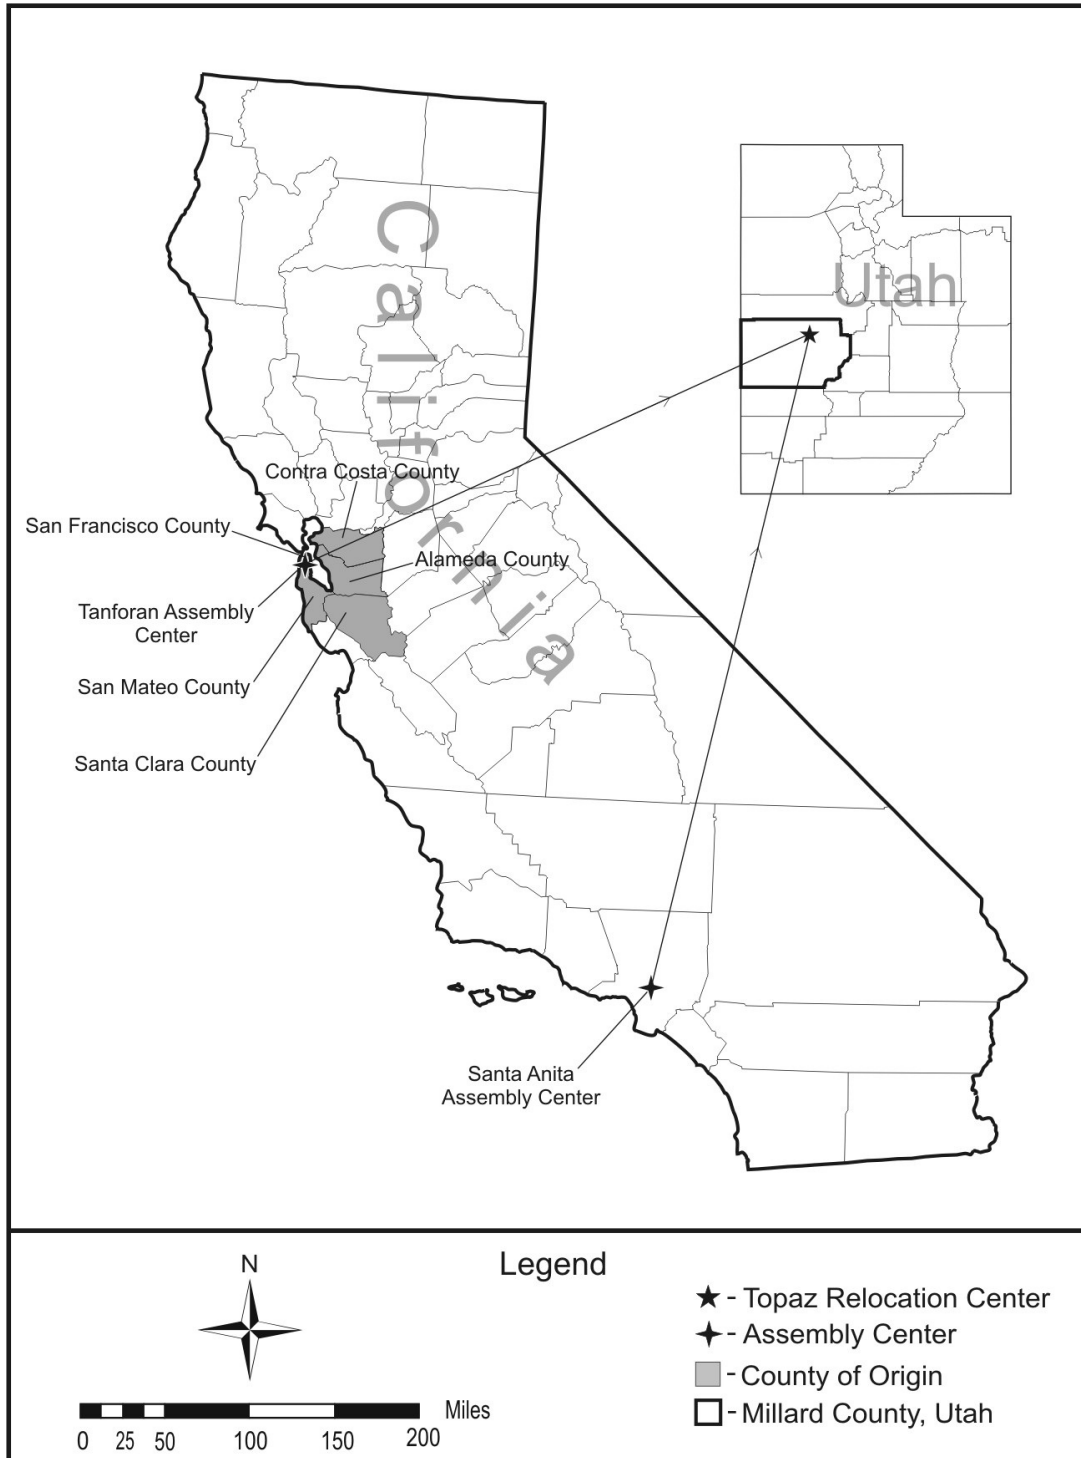 California
Utah
Contra Costa County
San Francisco County
Alameda County
Tanforan Assembly
Center
San Mateo County
Santa Clara County
Santa Anita
Assembly Center
Legend
N
- Topaz Relocation Center
- Assembly Center
- County of Origin
- Millard County, Utah
Miles
0 25 50 100 150 200